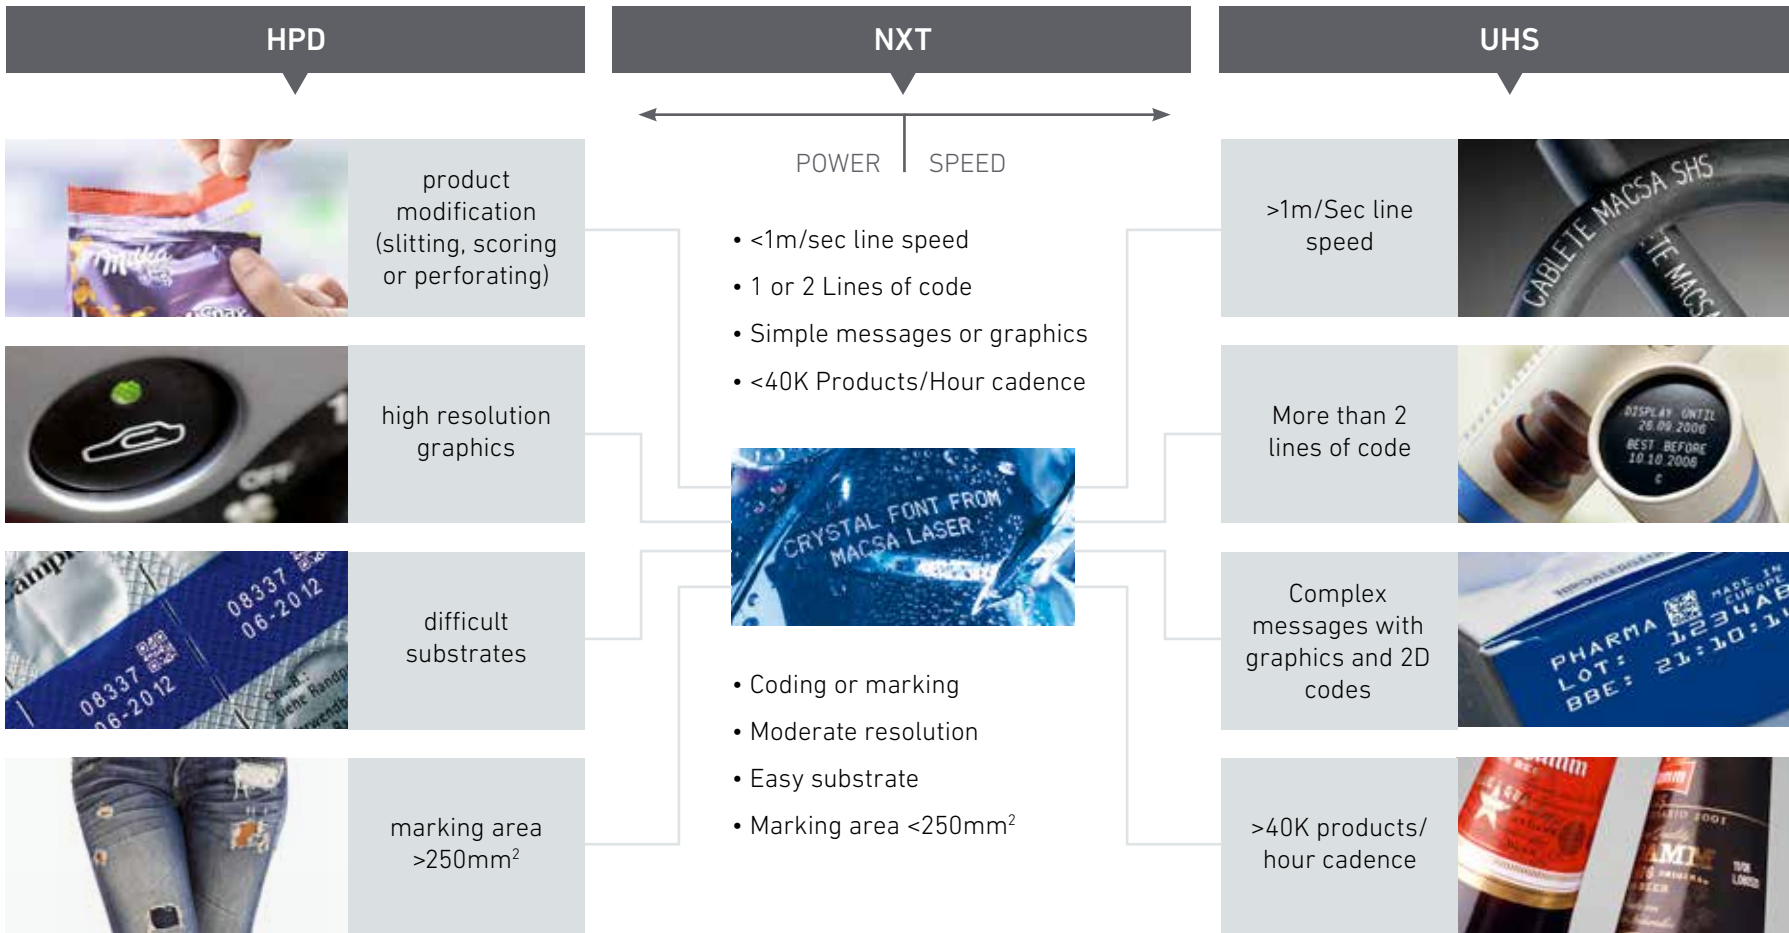 HPD
NXT
UHS
POWER
SPEED
product
modification
(slitting, scoring
or perforating)
Milka
high resolution
graphics
OFF
difficult
substrates
08337
06-2012
08337
06-2012
marking area
>250mm²
• <1m/sec line speed
• 1 or 2 Lines of code
• Simple messages or graphics
• <40K Products/Hour cadence
CRYSTAL FONT FROM
MACSA LASER
• Coding or marking
• Moderate resolution
• Easy substrate
• Marking area <250mm²
>1m/Sec line
speed
CABLETE MACSA SHS
TE MACSA
More than 2
lines of code
DISPLAY UNTIL
26.09.2006
BEST BEFORE
10.10.2006
C
Complex
messages with
graphics and 2D
codes
MADE IN
EUROPE
PHARMA 1234AB
LOT: 21:10:1
BBE:
>40K products/
hour cadence